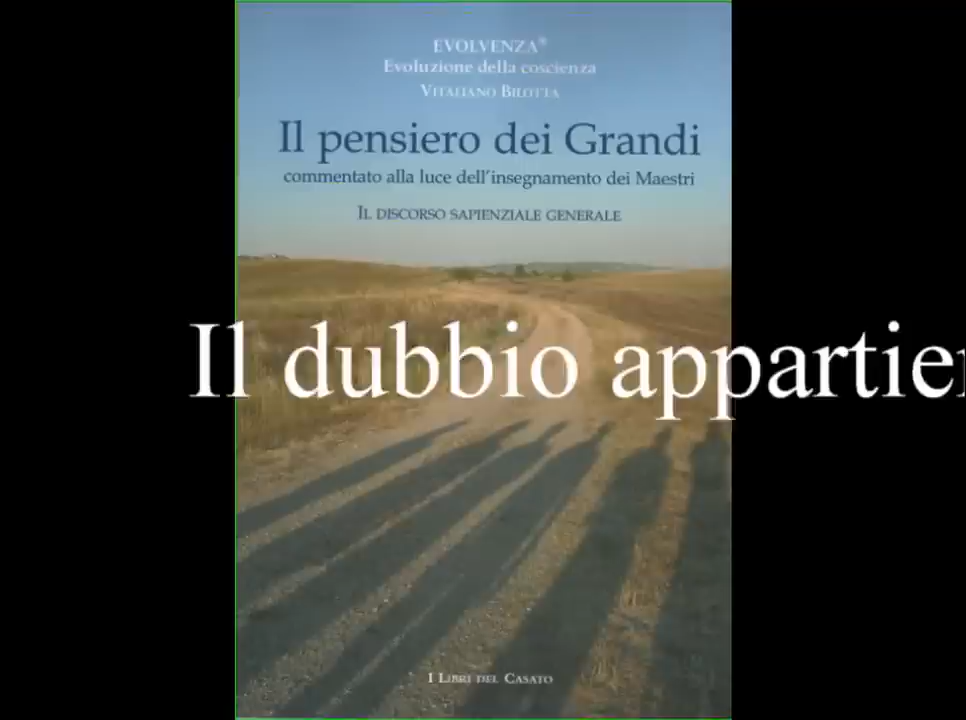 EVOLVENZA®
Evoluzione della coscienza
VITALIANO BILOTTA
Il pensiero dei Grandi
commentato alla luce dell'insegnamento dei Maestri
IL DISCORSO SAPIENZIALE GENERALE
Il dubbio appartie
I LIBRI DEL CASATO